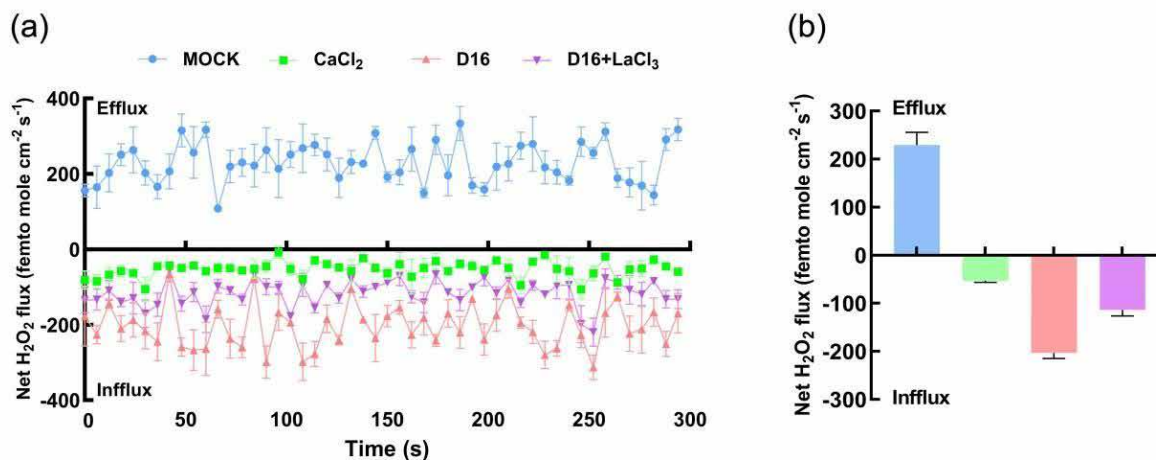 (a)
MOCK CaCl₂ D16 D16+LaCl₃
Net H₂O₂ flux (femto mole cm⁻² s⁻¹)
400
200
0
-200
-400
Efflux
Infflux
0 50 100 150 200 250 300
Time (s)
(b)
Net H₂O₂ flux (femto mole cm⁻² s⁻¹)
300
200
100
0
-100
-200
-300
Efflux
Infflux